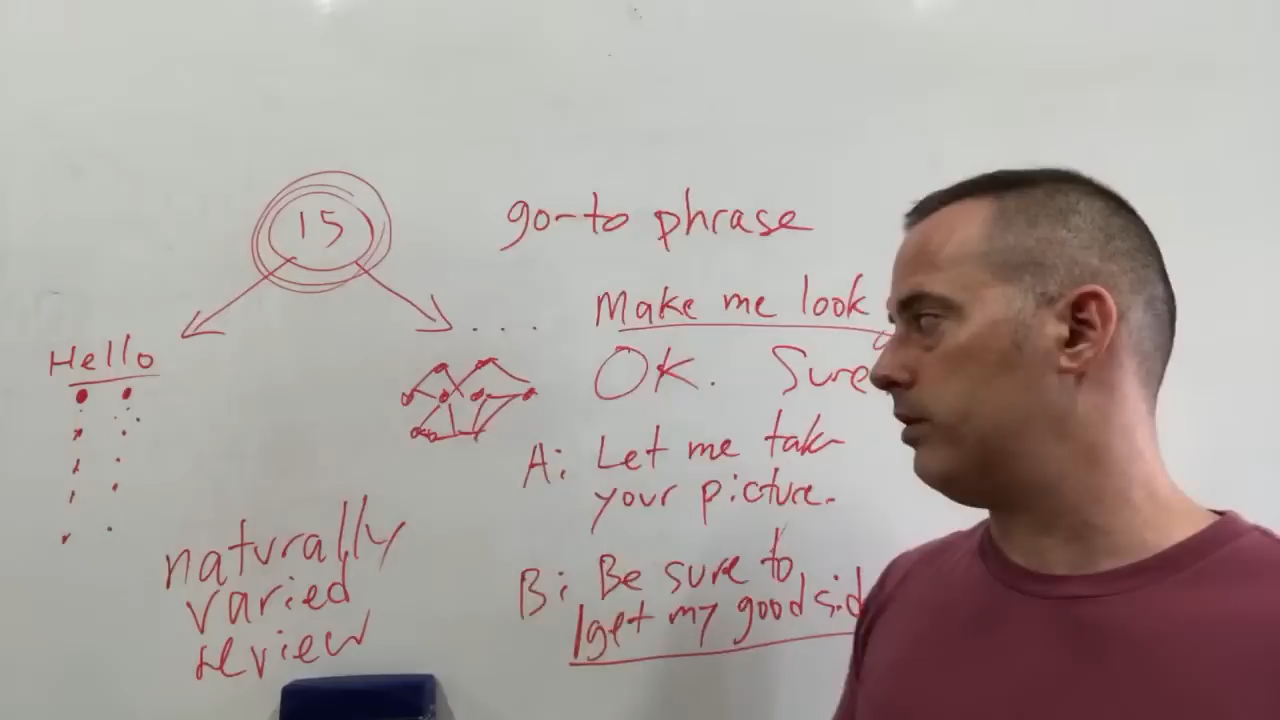 15
Hello
naturally
varied
review
go-to phrase
Make me look
OK. Sure
A: Let me take
your picture.
B: Be sure to
get my good sid